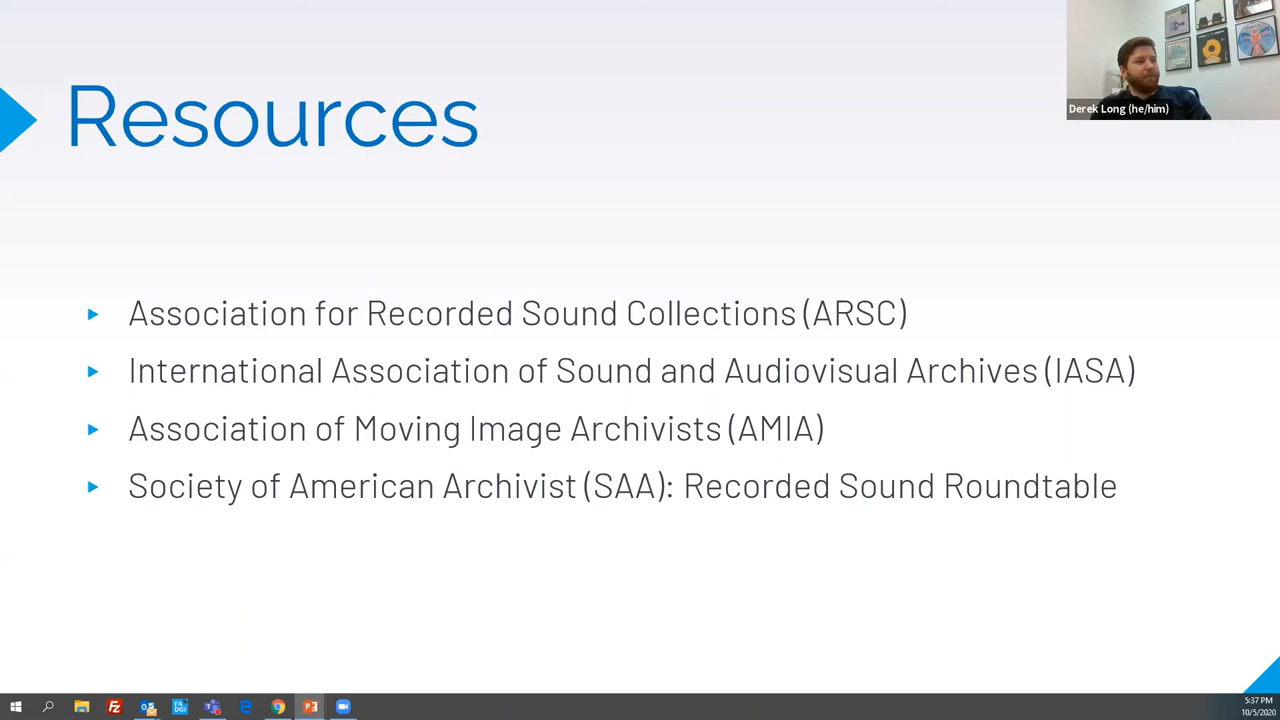 Resources
Derek Long (he/him)
Association for Recorded Sound Collections (ARSC)
International Association of Sound and Audiovisual Archives (IASA)
Association of Moving Image Archivists (AMIA)
Society of American Archivist (SAA): Recorded Sound Roundtable
FADGI
5:37 PM
10/5/2020